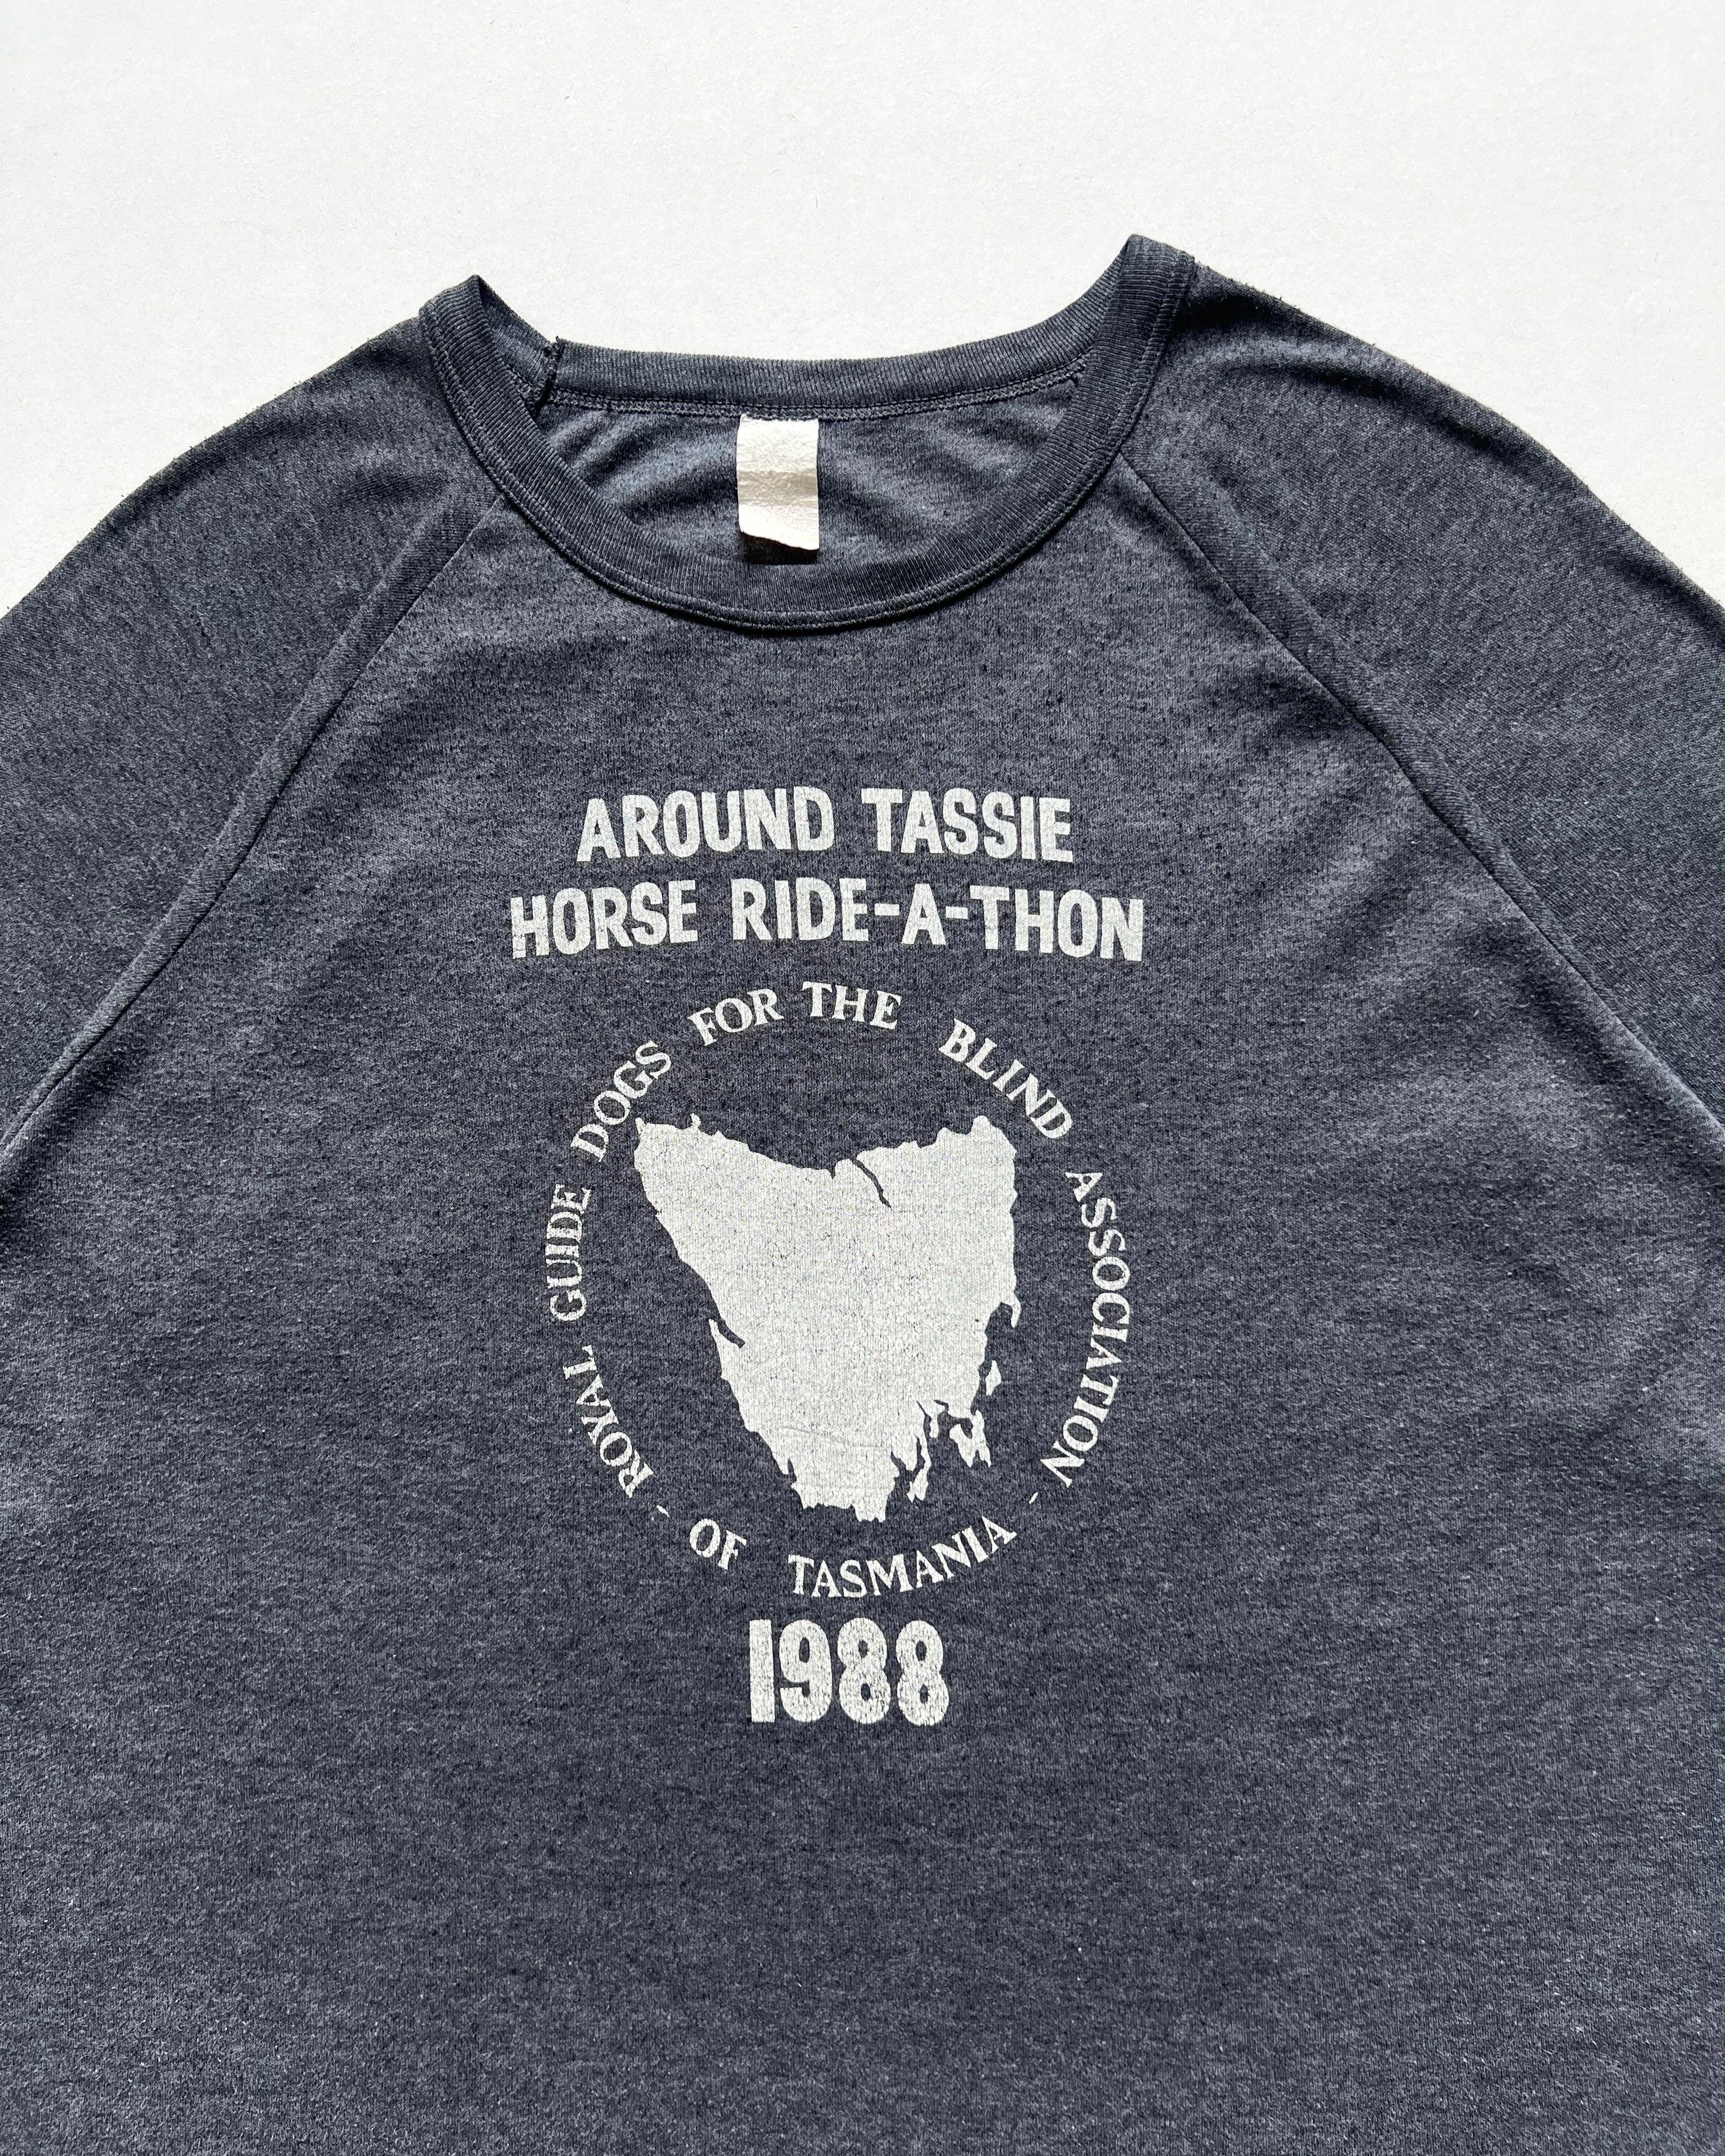 AROUND TASSIE
HORSE RIDE-A-THON
ROYAL GUIDE DOGS FOR THE BLIND ASSOCIATION
- OF TASMANIA -
1988